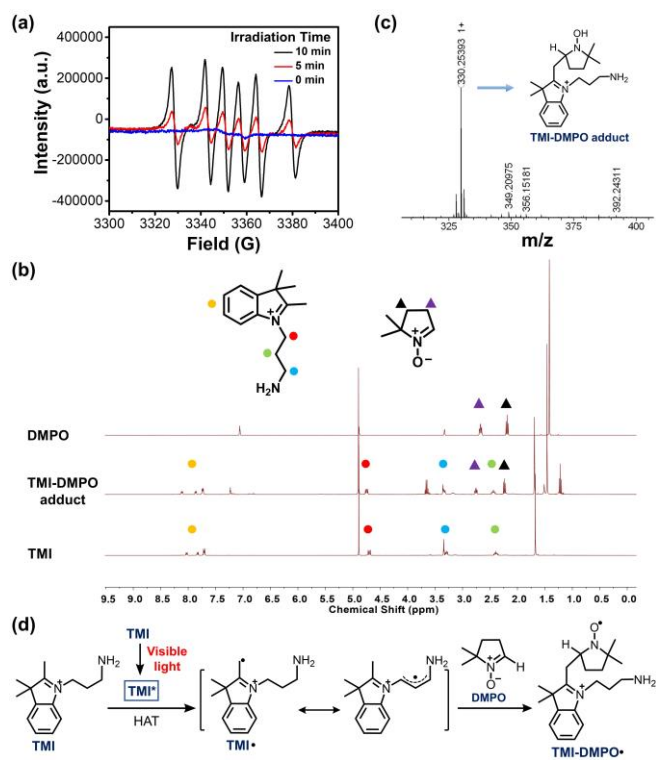 (a)
Irradiation Time
10 min
5 min
0 min
Intensity (a.u.)
400000
200000
0
-200000
-400000
3300 3320 3340 3360 3380 3400
Field (G)
(c)
330.25393 1+
OH
N
H
N+
NH2
TMI-DMPO adduct
349.20975
356.15181
392.24311
325 350 375 400
m/z
(b)
N+
H2N
N+
O−
DMPO
TMI-DMPO
adduct
TMI
9.5 9.0 8.5 8.0 7.5 7.0 6.5 6.0 5.5 5.0 4.5 4.0 3.5 3.0 2.5 2.0 1.5 1.0 0.5 0.0
Chemical Shift (ppm)
(d)
TMI
Visible
light
TMI*
HAT
NH2
N+
TMI
NH2
N+
TMI•
NH2
N+
N+
H
O−
DMPO
O•
H N
NH2
N+
TMI-DMPO•